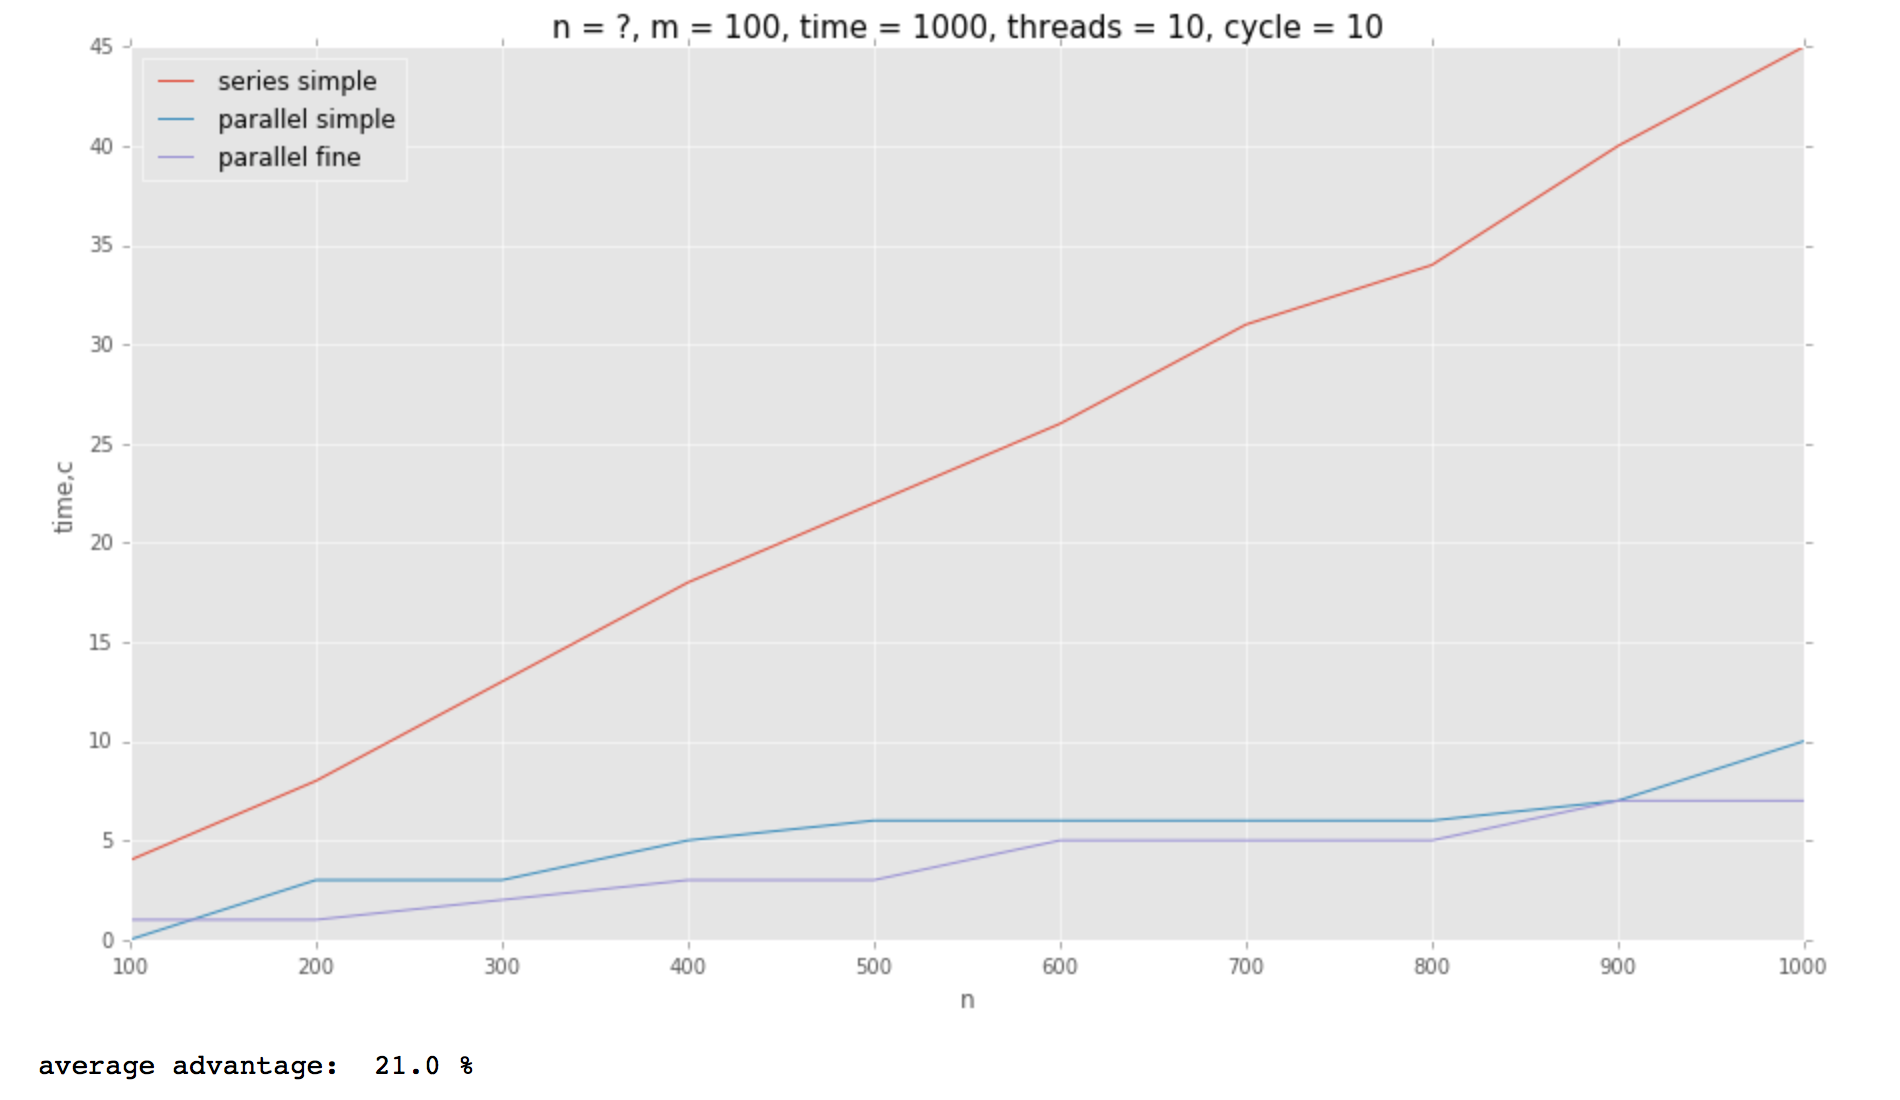 n = ?, m = 100, time = 1000, threads = 10, cycle = 10
45
40
35
30
25
20
15
10
5
0
series simple
parallel simple
parallel fine
time,c
100 200 300 400 500 600 700 800 900 1000
n
average advantage: 21.0 %